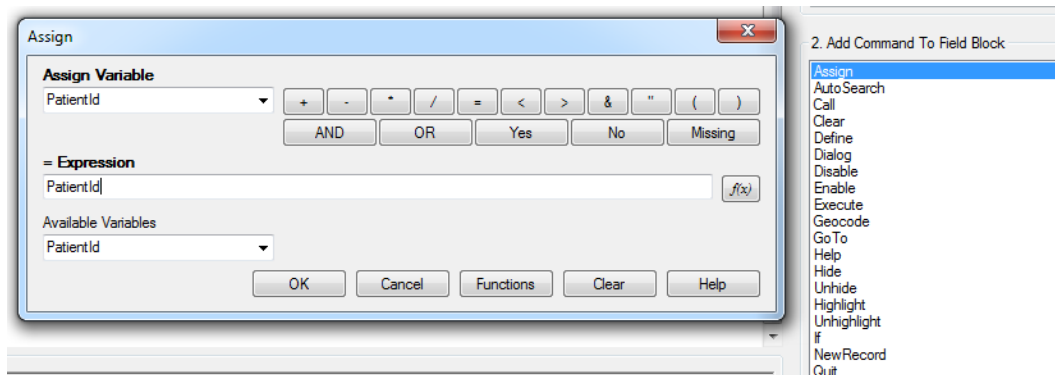 Assign
Assign Variable
PatientId
+ - * / = < > & " ( )
AND OR Yes No Missing
= Expression
PatientId
f(x)
Available Variables
PatientId
OK Cancel Functions Clear Help
2. Add Command To Field Block
Assign
AutoSearch
Call
Clear
Define
Dialog
Disable
Enable
Execute
Geocode
GoTo
Help
Hide
Unhide
Highlight
Unhighlight
If
NewRecord
Quit